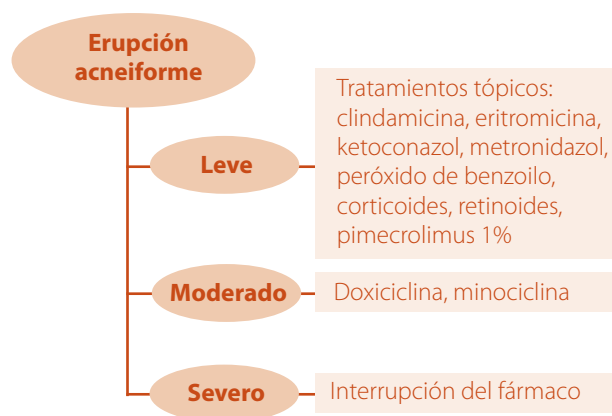 Erupción
acneiforme
Leve
Tratamientos tópicos:
clindamicina, eritromicina,
ketoconazol, metronidazol,
peróxido de benzoilo,
corticoides, retinoides,
pimecrolimus 1%
Moderado
Doxiciclina, minociclina
Severo
Interrupción del fármaco